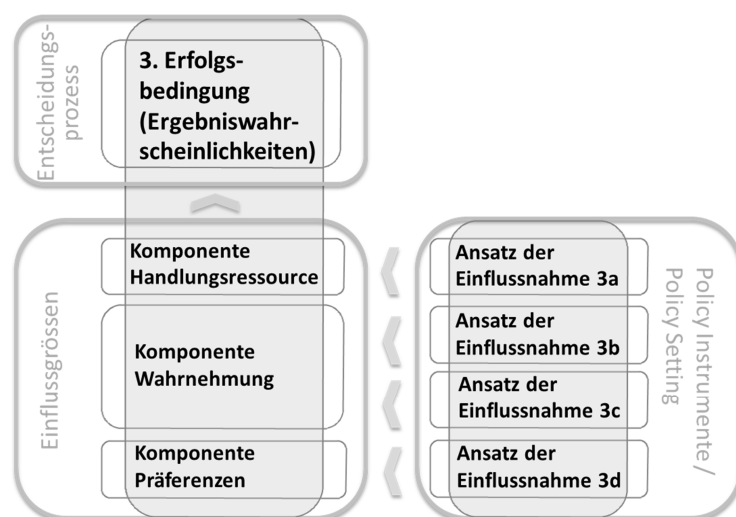 Entscheidungs-
prozess
3. Erfolgs-
bedingung
(Ergebniswahr-
scheinlichkeiten)
Einflussgrössen
Komponente
Handlungsressource
Komponente
Wahrnehmung
Komponente
Präferenzen
Ansatz der
Einflussnahme 3a
Ansatz der
Einflussnahme 3b
Ansatz der
Einflussnahme 3c
Ansatz der
Einflussnahme 3d
Policy Instrumente /
Policy Setting